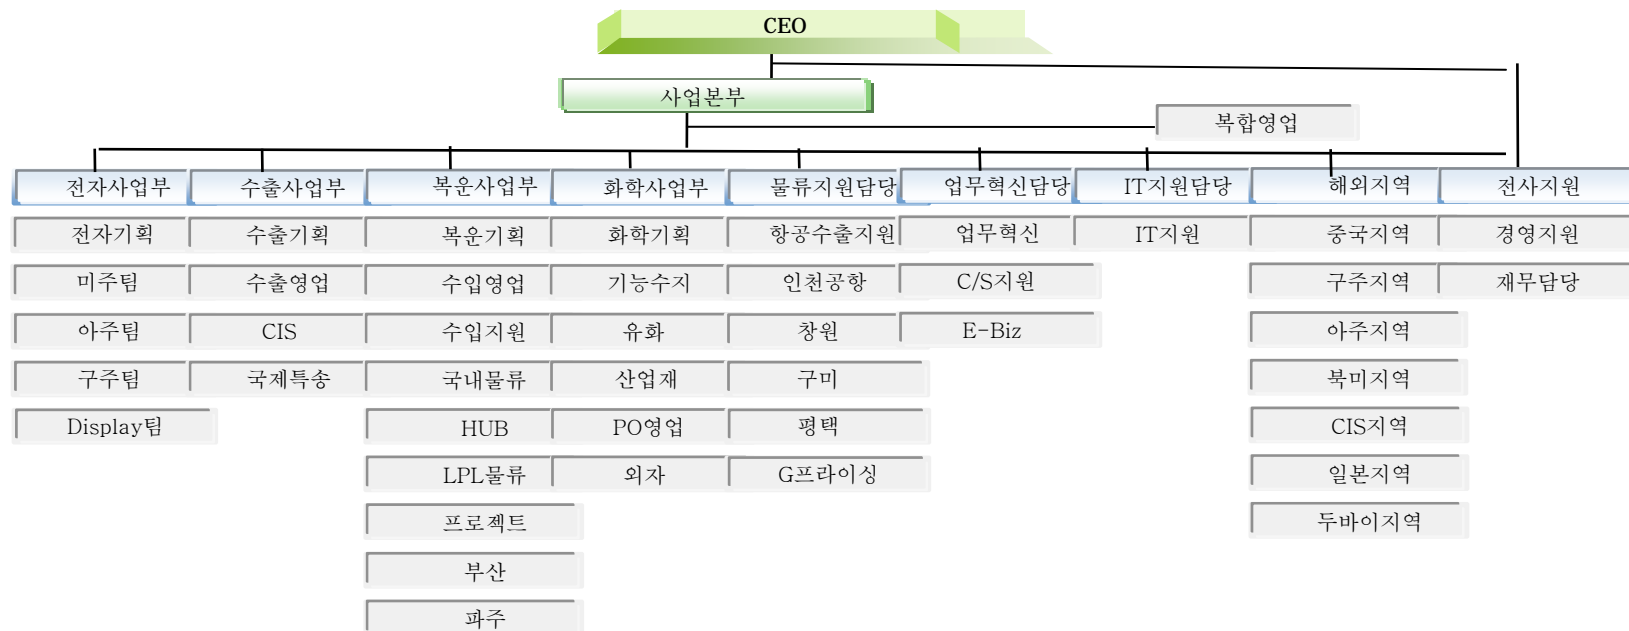 CEO
사업본부
복합영업
전자사업부 수출사업부 복운사업부 화학사업부 물류지원담당 업무혁신담당 IT지원담당 해외지역 전사지원
전자기획 수출기획 복운기획 화학기획 항공수출지원 업무혁신 IT지원 중국지역 경영지원
미주팀 수출영업 수입영업 기능수지 인천공항 C/S지원 구주지역 재무담당
아주팀 CIS 수입지원 유화 창원 E-Biz 아주지역
구주팀 국제특송 국내물류 산업재 구미 북미지역
Display팀 HUB PO영업 평택 CIS지역
LPL물류 외자 G프라이싱 일본지역
프로젝트 두바이지역
부산
파주